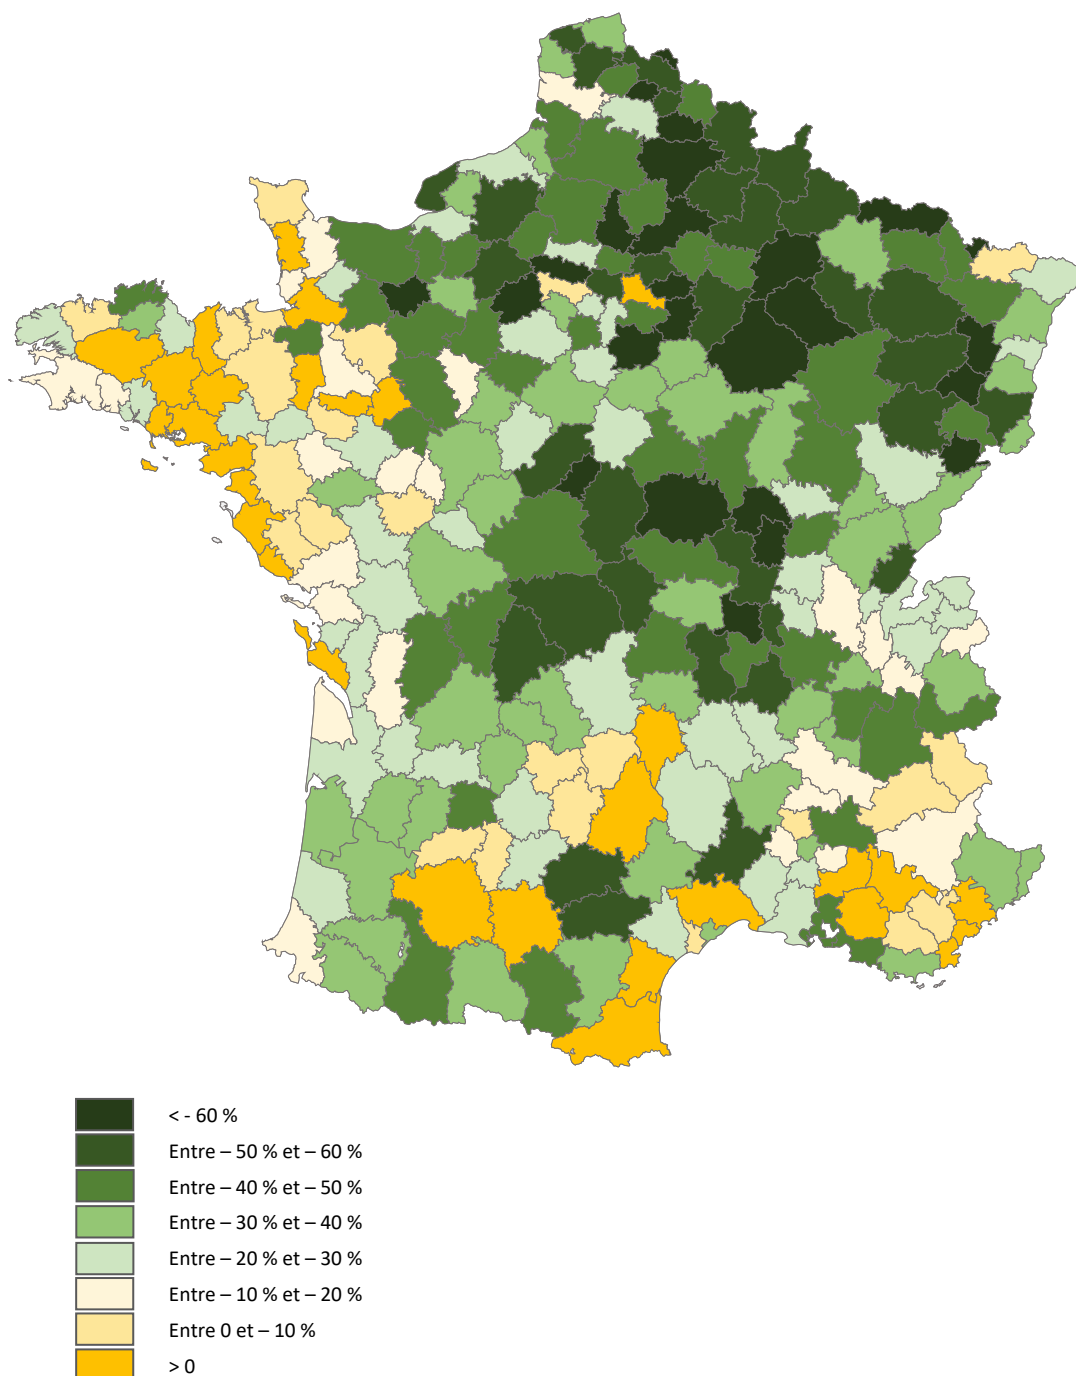 < - 60 %
Entre – 50 % et – 60 %
Entre – 40 % et – 50 %
Entre – 30 % et – 40 %
Entre – 20 % et – 30 %
Entre – 10 % et – 20 %
Entre 0 et – 10 %
> 0